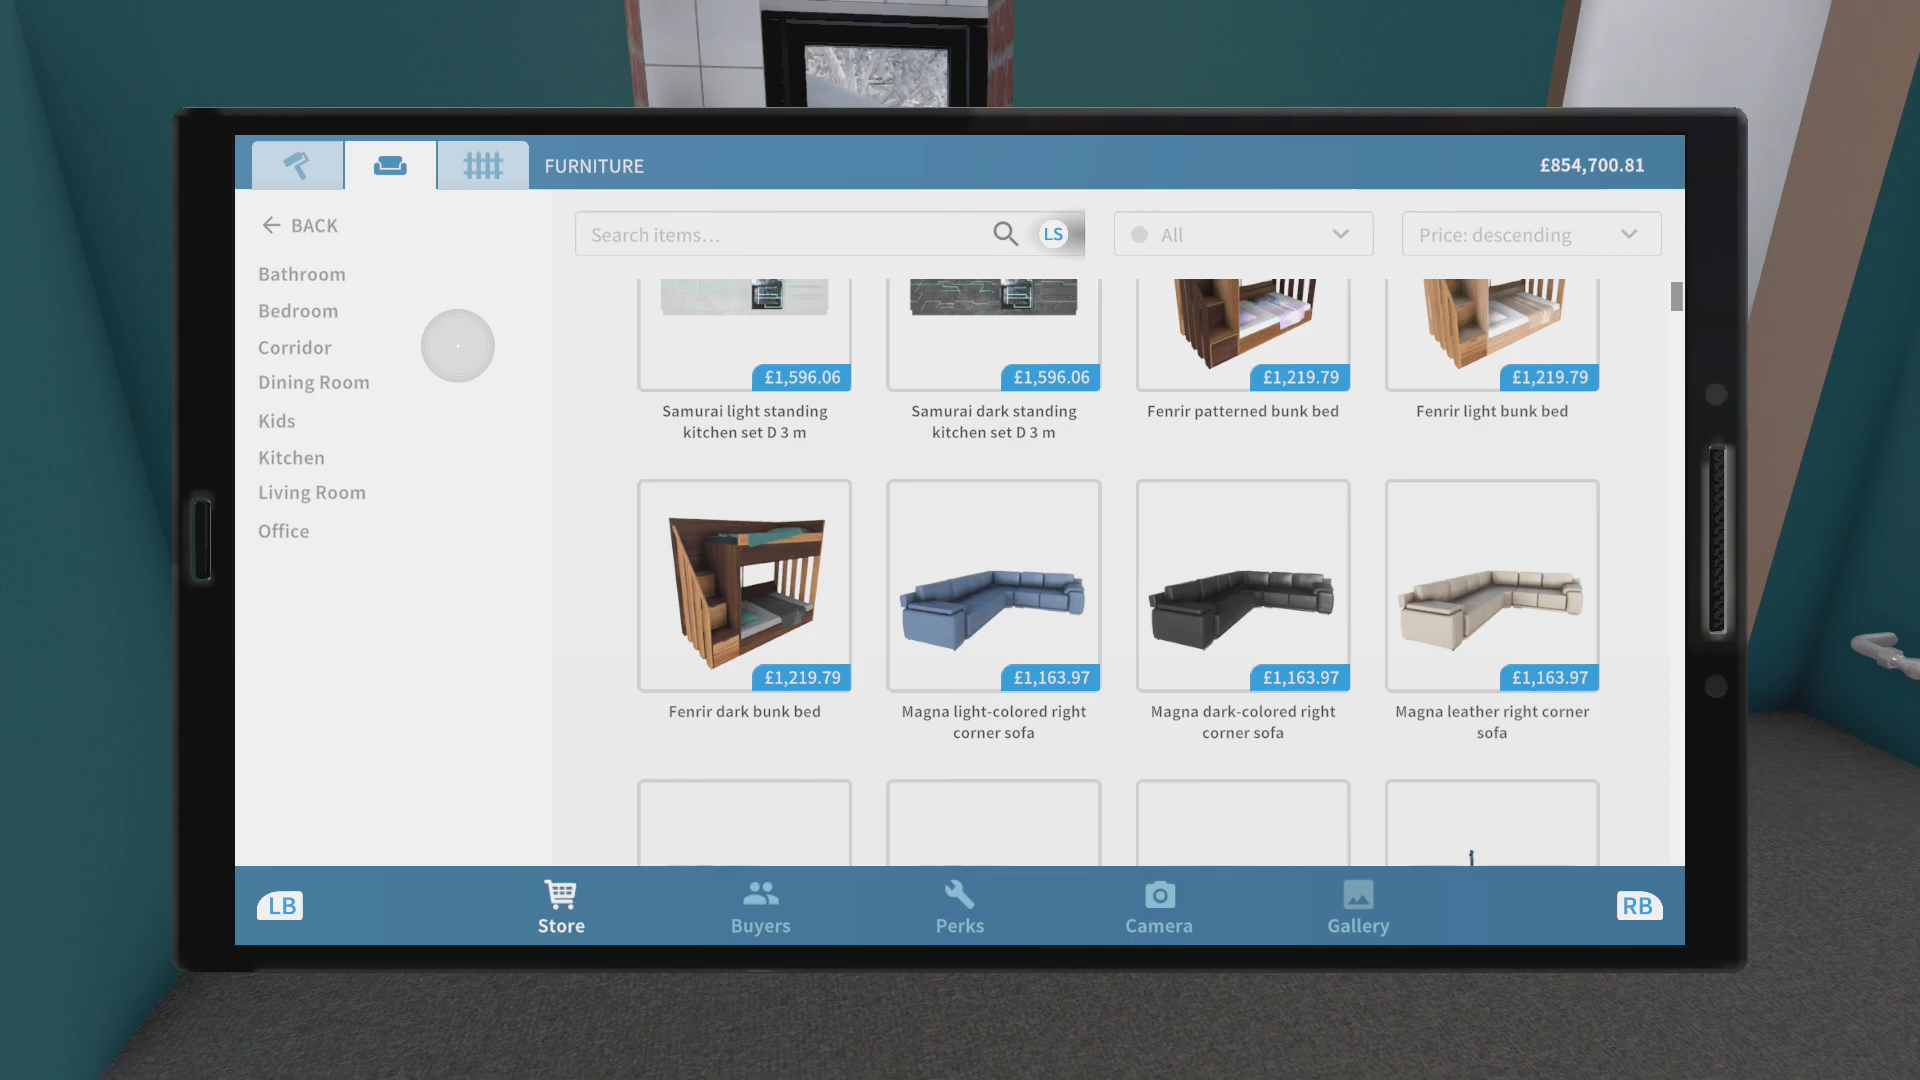 FURNITURE
£854,700.81
BACK
Search items...
LS
All
Price: descending
Bathroom
Bedroom
Corridor
Dining Room
Kids
Kitchen
Living Room
Office
£1,596.06
£1,596.06
£1,219.79
£1,219.79
Samurai light standing
kitchen set D 3 m
Samurai dark standing
kitchen set D 3 m
Fenrir patterned bunk bed
Fenrir light bunk bed
£1,219.79
£1,163.97
£1,163.97
£1,163.97
Fenrir dark bunk bed
Magna light-colored right
corner sofa
Magna dark-colored right
corner sofa
Magna leather right corner
sofa
LB
Store
Buyers
Perks
Camera
Gallery
RB